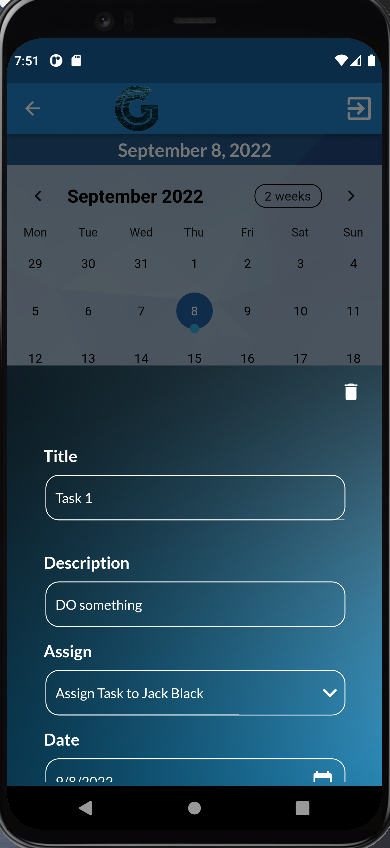 7:51
G
September 8, 2022
September 2022 2 weeks
Mon Tue Wed Thu Fri Sat Sun
29 30 31 1 2 3 4
5 6 7 8 9 10 11
12 13 14 15 16 17 18
Title
Task 1
Description
DO something
Assign
Assign Task to Jack Black
Date
9/8/2022